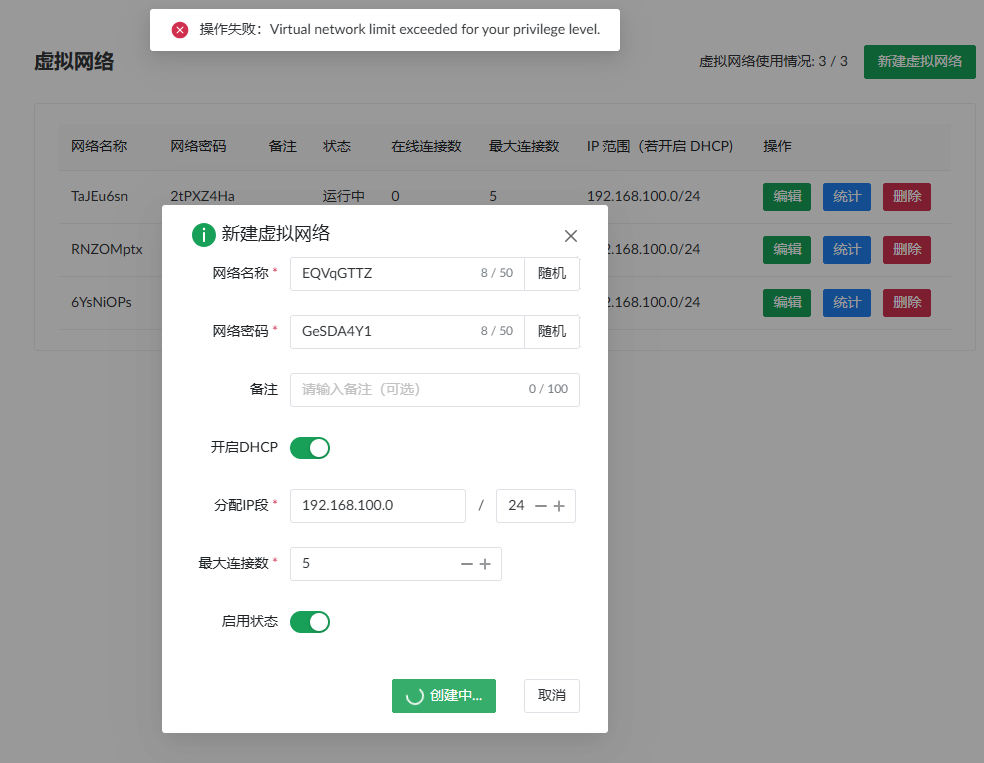 操作失败：Virtual network limit exceeded for your privilege level.
虚拟网络
虚拟网络使用情况: 3 / 3
新建虚拟网络
网络名称 网络密码 备注 状态 在线连接数 最大连接数 IP 范围（若开启 DHCP) 操作
TaJEu6sn 2tPXZ4Ha 运行中 0 5 192.168.100.0/24 编辑 统计 删除
RNZOMptx 2.168.100.0/24 编辑 统计 删除
6YsNiOPs 2.168.100.0/24 编辑 统计 删除
新建虚拟网络
网络名称 * EQVqGTTZ 8 / 50 随机
网络密码 * GeSDA4Y1 8 / 50 随机
备注 请输入备注（可选） 0 / 100
开启DHCP
分配IP段 * 192.168.100.0 / 24
最大连接数 * 5
启用状态
创建中... 取消